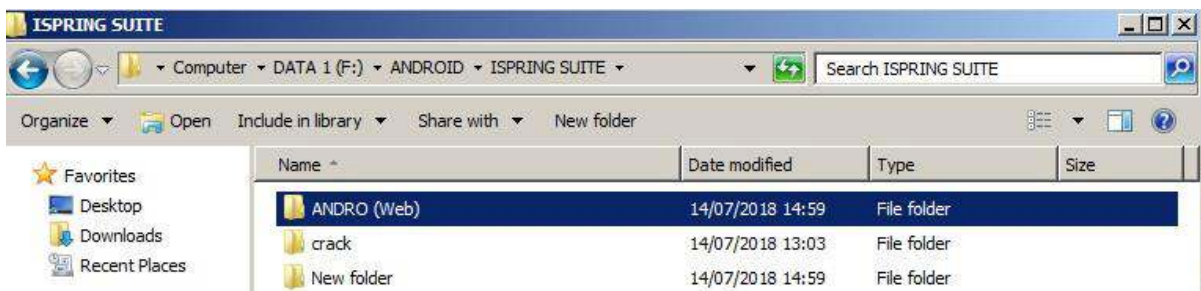 ISPRING SUITE
Computer DATA 1 (F:) ANDROID ISPRING SUITE Search ISPRING SUITE
Organize Open Include in library Share with New folder
Favorites Name Date modified Type Size
Desktop ANDRO (Web) 14/07/2018 14:59 File folder
Downloads crack 14/07/2018 13:03 File folder
Recent Places New folder 14/07/2018 14:59 File folder